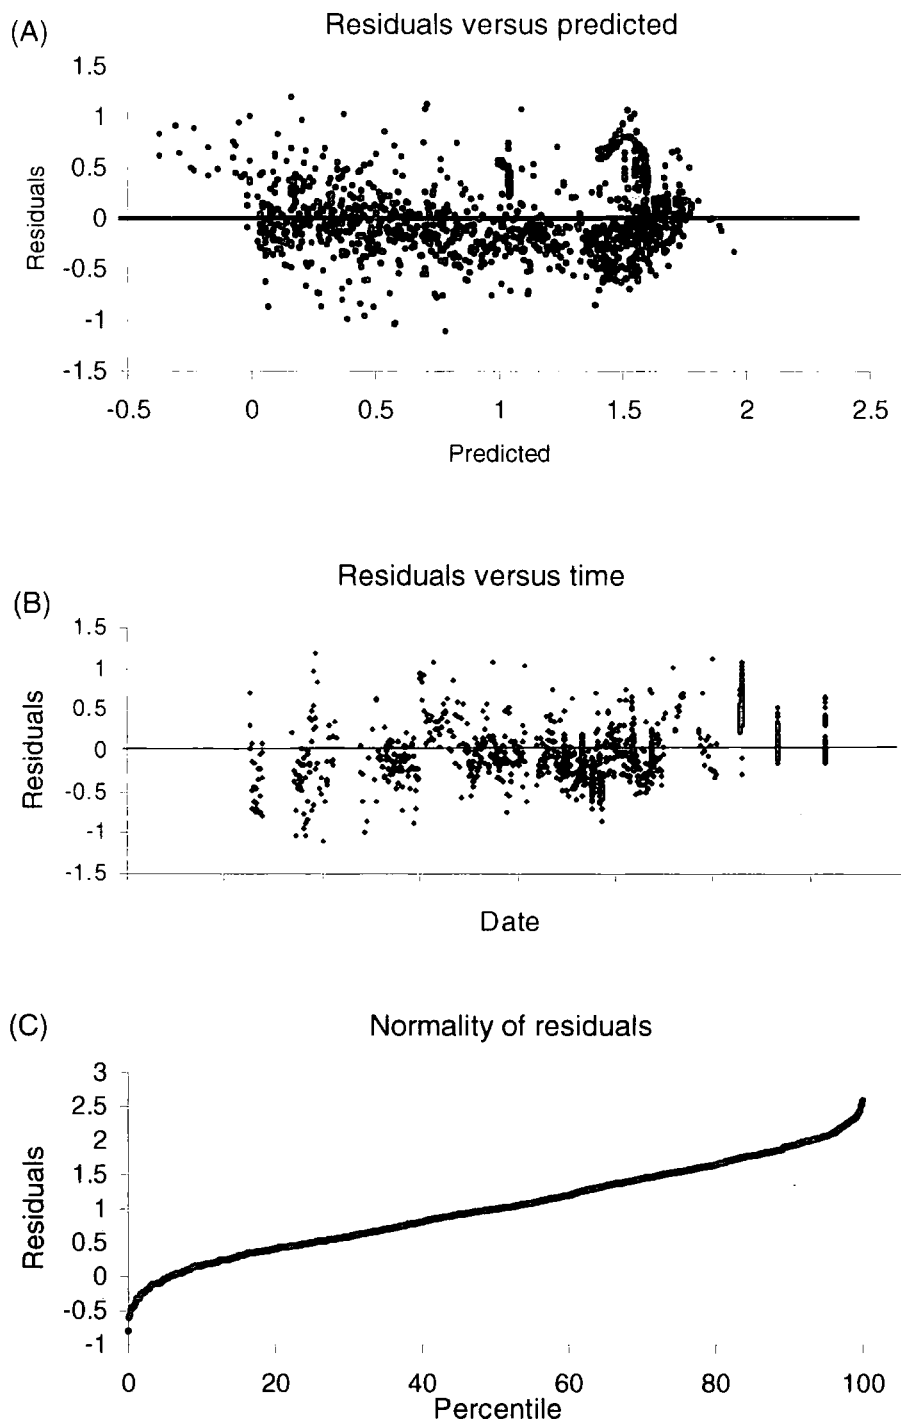 (A)
Residuals versus predicted
1.5
1
0.5
0
-0.5
-1
-1.5
Residuals
-0.5 0 0.5 1 1.5 2 2.5
Predicted
(B)
Residuals versus time
1.5
1
0.5
0
-0.5
-1
-1.5
Residuals
Date
(C)
Normality of residuals
3
2.5
2
1.5
1
0.5
0
-0.5
-1
Residuals
0 20 40 60 80 100
Percentile